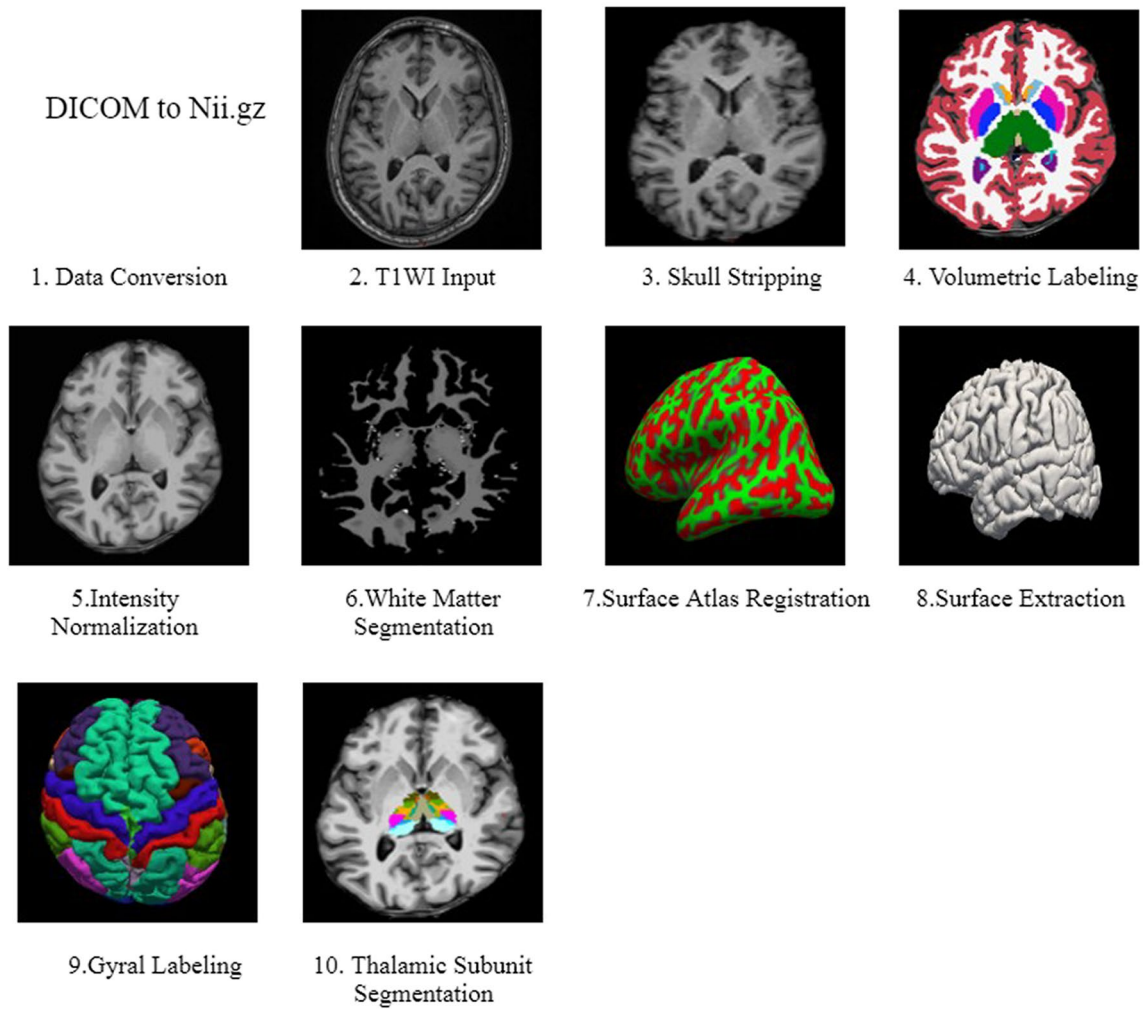 DICOM to Nii.gz
1. Data Conversion
2. T1WI Input
3. Skull Stripping
4. Volumetric Labeling
5.Intensity
Normalization
6.White Matter
Segmentation
7.Surface Atlas Registration
8.Surface Extraction
9.Gyral Labeling
10. Thalamic Subunit
Segmentation